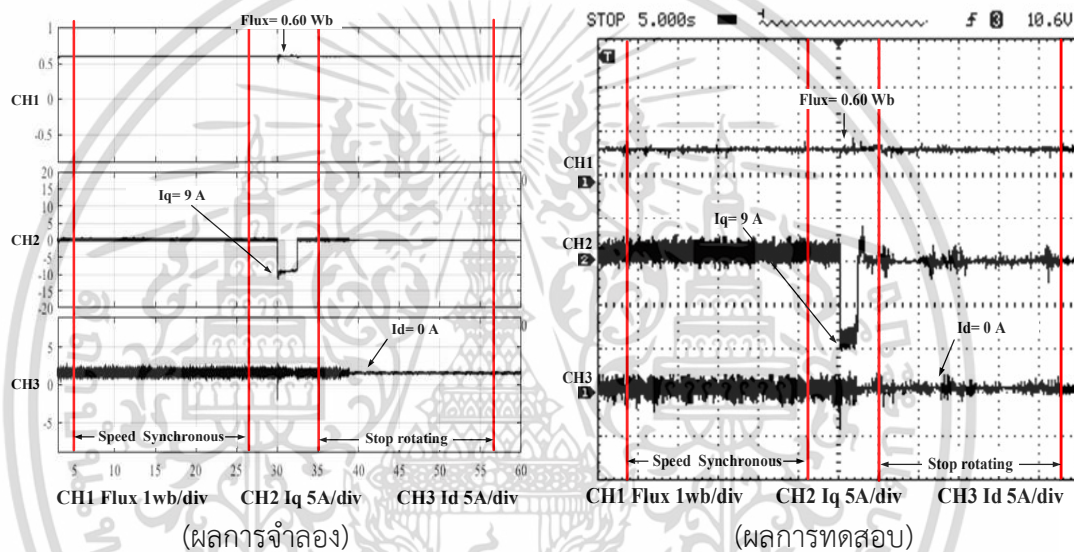 Flux= 0.60 Wb
1
0.5
CH1
0
-0.5
20
15
10
Iq= 9 A
5
CH2
0
-5
-10
-15
-20
Id= 0 A
5
CH3
0
-5
Speed Synchronous
Stop rotating
5 10 15 20 25 30 35 40 45 50 55 60
CH1 Flux 1wb/div CH2 Iq 5A/div CH3 Id 5A/div
(ผลการจำลอง)
STOP 5.000s
3 10.6V
T
Flux= 0.60 Wb
CH1
1
Iq= 9 A
CH2
2
Id= 0 A
CH3
1
Speed Synchronous
Stop rotating
CH1 Flux 1wb/div CH2 Iq 5A/div CH3 Id 5A/div
(ผลการทดสอบ)